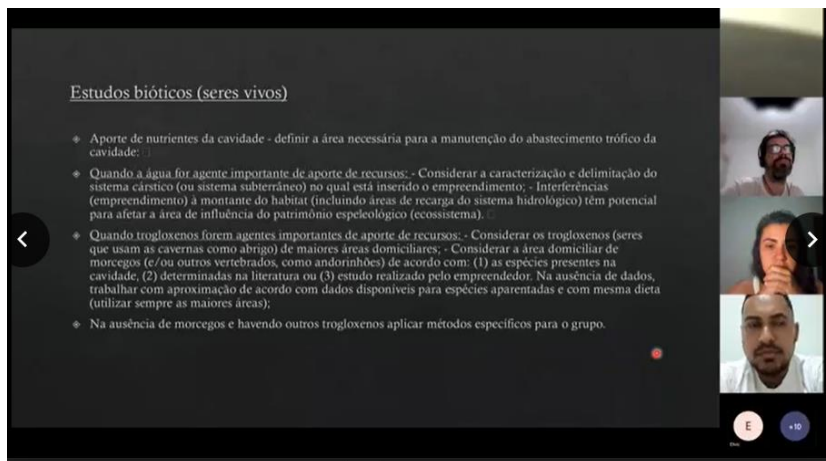 Estudos bióticos (seres vivos)
Aporte de nutrientes da cavidade - definir a área necessária para a manutenção do abastecimento trófico da
cavidade:
Quando a água for agente importante de aporte de recursos: - Considerar a caracterização e delimitação do
sistema cárstico (ou sistema subterrâneo) no qual está inserido o empreendimento; - Interferências
(empreendimento) à montante do habitat (incluindo áreas de recarga do sistema hidrológico) têm potencial
para afetar a área de influência do patrimônio espeleológico (ecossistema).
Quando trogloxenos forem agentes importantes de aporte de recursos: - Considerar os trogloxenos (seres
que usam as cavernas como abrigo) de maiores áreas domiciliares; - Considerar a área domiciliar de
morcegos (e/ou outros vertebrados, como andorinhões) de acordo com: (1) as espécies presentes na
cavidade, (2) determinadas na literatura ou (3) estudo realizado pelo empreendedor. Na ausência de dados,
trabalhar com aproximação de acordo com dados disponíveis para espécies aparentadas e com mesma dieta
(utilizar sempre as maiores áreas);
Na ausência de morcegos e havendo outros trogloxenos aplicar métodos específicos para o grupo.
E
+10